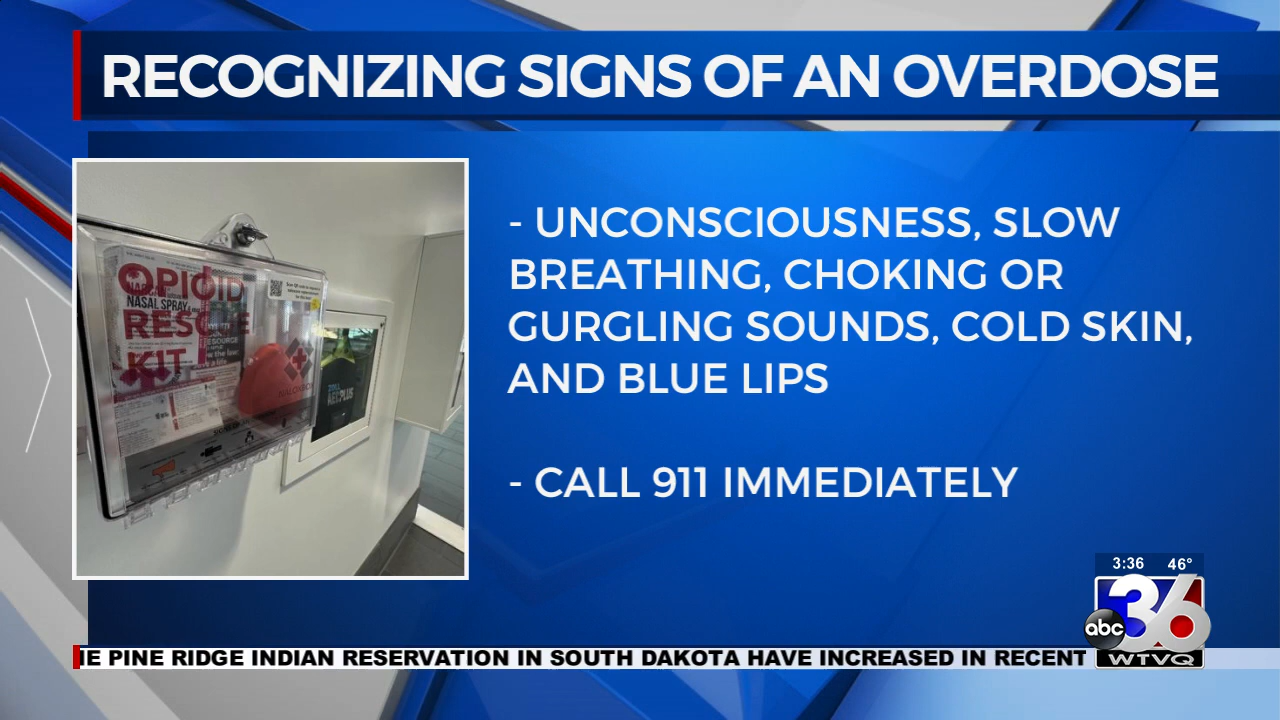 RECOGNIZING SIGNS OF AN OVERDOSE
- UNCONSCIOUSNESS, SLOW
BREATHING, CHOKING OR
GURGLING SOUNDS, COLD SKIN,
AND BLUE LIPS
- CALL 911 IMMEDIATELY
OPIOID
NASAL SPRAY
RESCUE
KIT
3:36 46°
abc 36
WTVQ
IE PINE RIDGE INDIAN RESERVATION IN SOUTH DAKOTA HAVE INCREASED IN RECENT